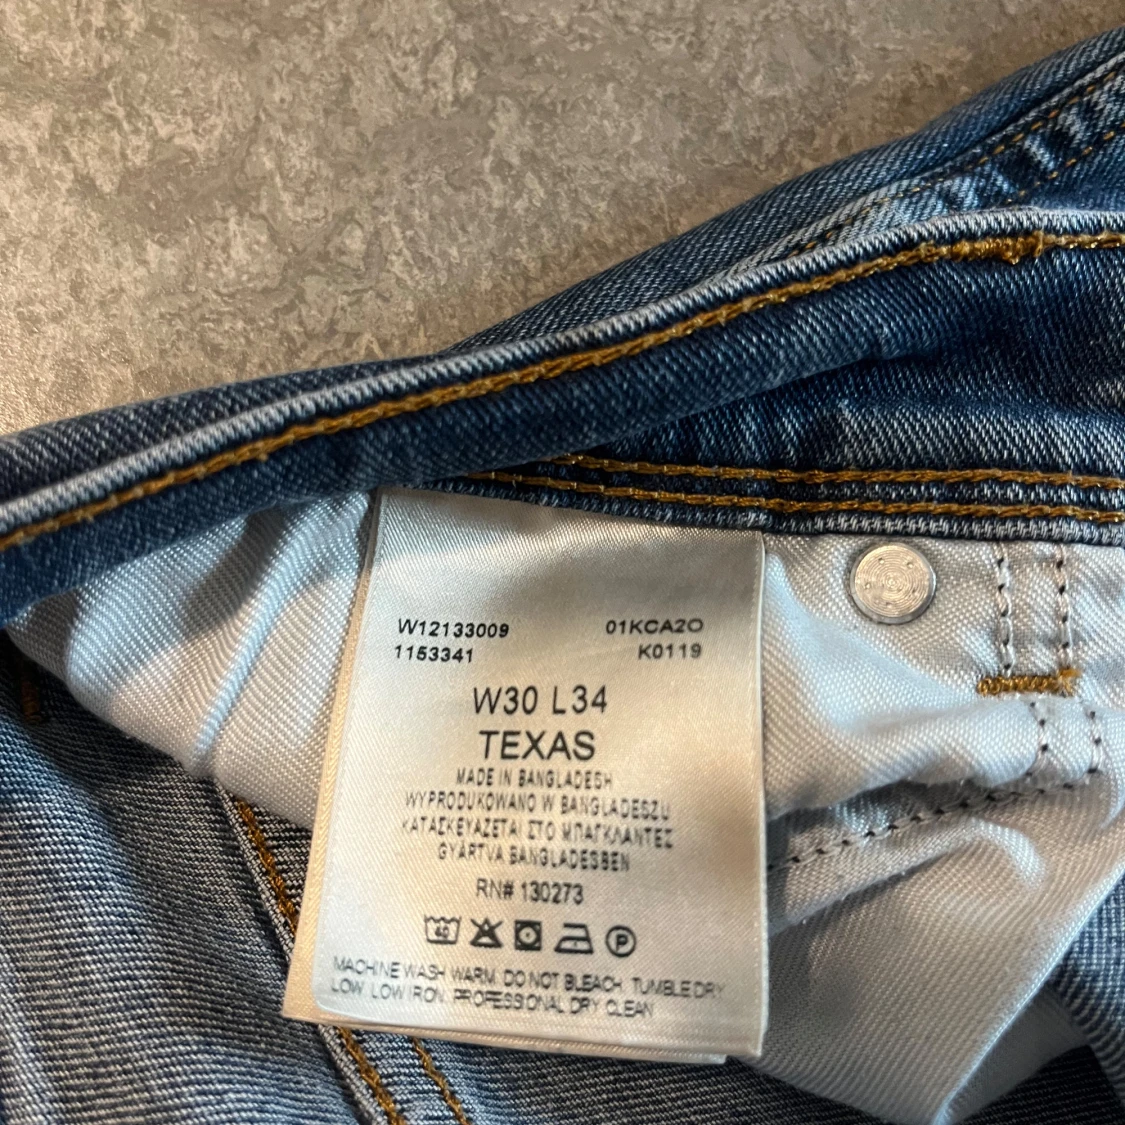 W12133009 01KCA2O
1153341 K0119
W30 L34
TEXAS
MADE IN BANGLADESH
WYPRODUKOWANO W BANGLADESZU
ΚΑΤΑΣΚΕΥΑΖΕΤΑΙ ΣΤΟ ΜΠΑΓΚΛΑΝΤΕΣ
GYÁRTVA BANGLADESBEN
RN# 130273
40 P
MACHINE WASH WARM. DO NOT BLEACH. TUMBLE DRY
LOW. LOW IRON. PROFESSIONAL DRY CLEAN